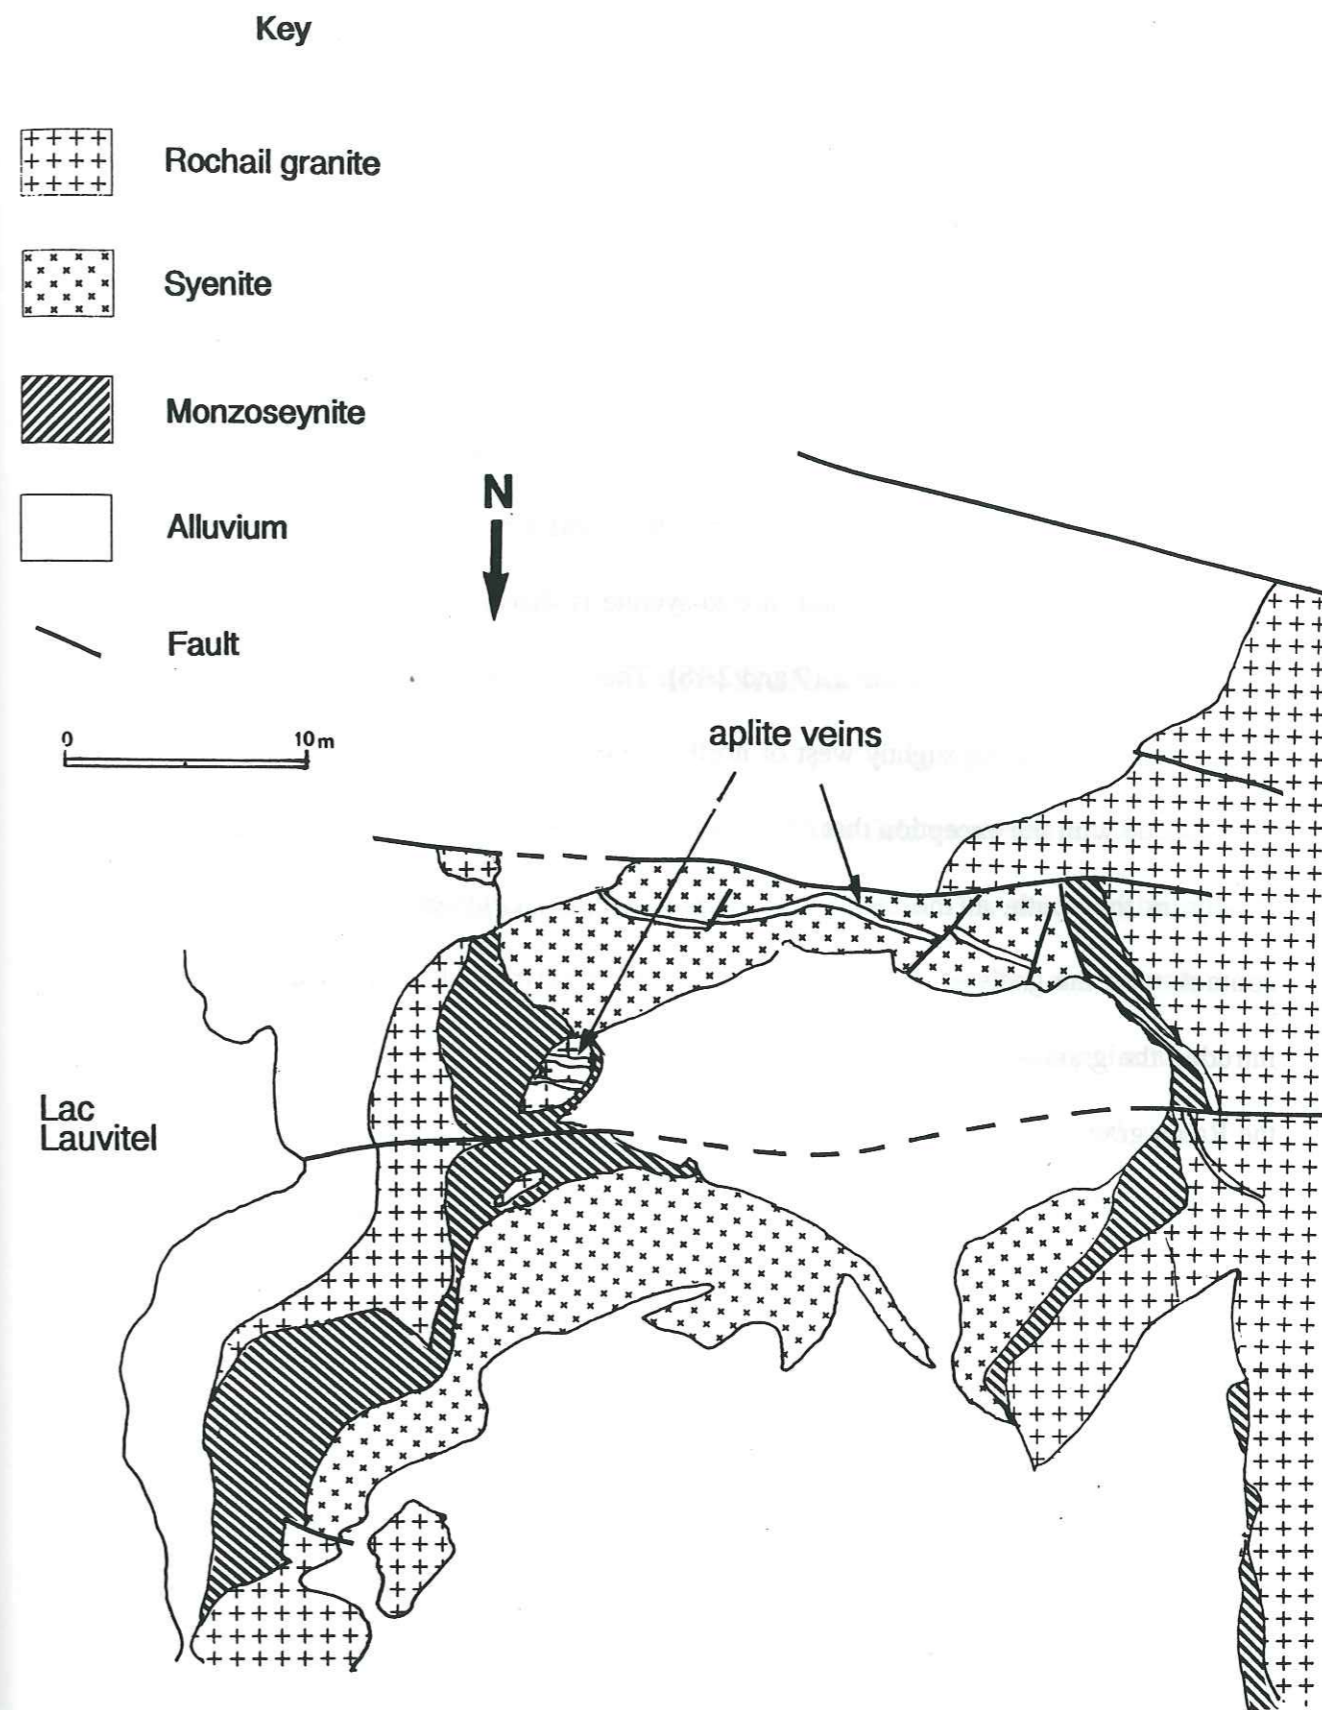 Key
Rochail granite
Syenite
Monzoseynite
Alluvium
Fault
0 10 m
N
aplite veins
Lac
Lauvitel